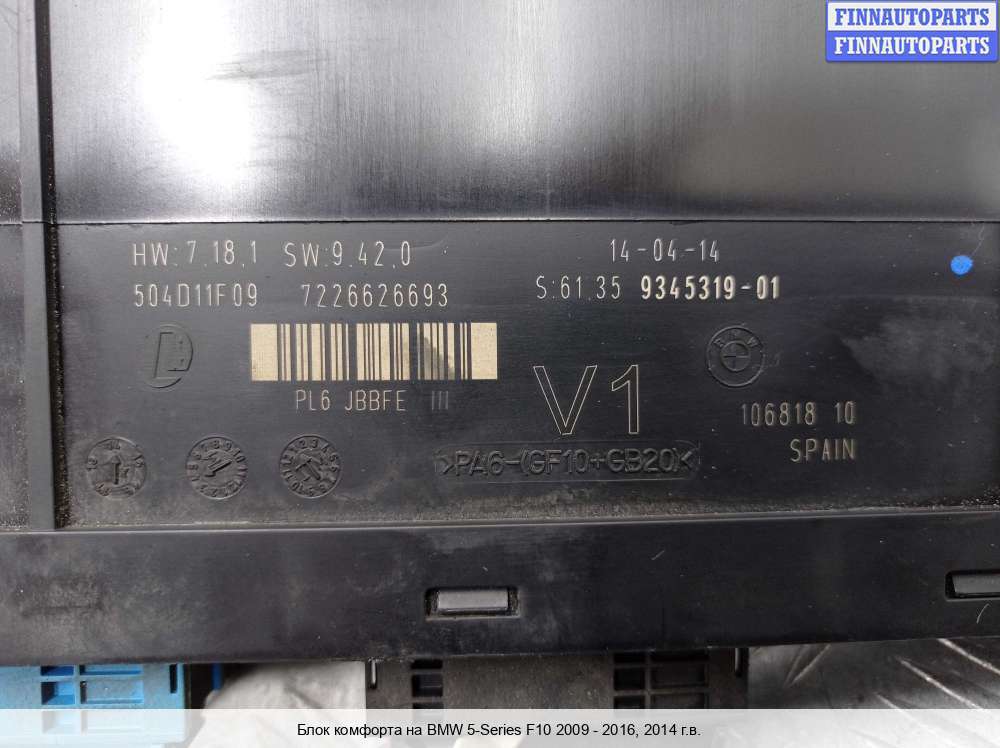 FINNAUTOPARTS
FINNAUTOPARTS
HW:7.18.1 SW:9.42.0 14-04-14
504D11F09 7226626693 S:61.35 9345319-01
BMW
PL6 JBBFE III V1
106818 10
SPAIN
>PA6-(GF10+GB20)<
Блок комфорта на BMW 5-Series F10 2009 - 2016, 2014 г.в.